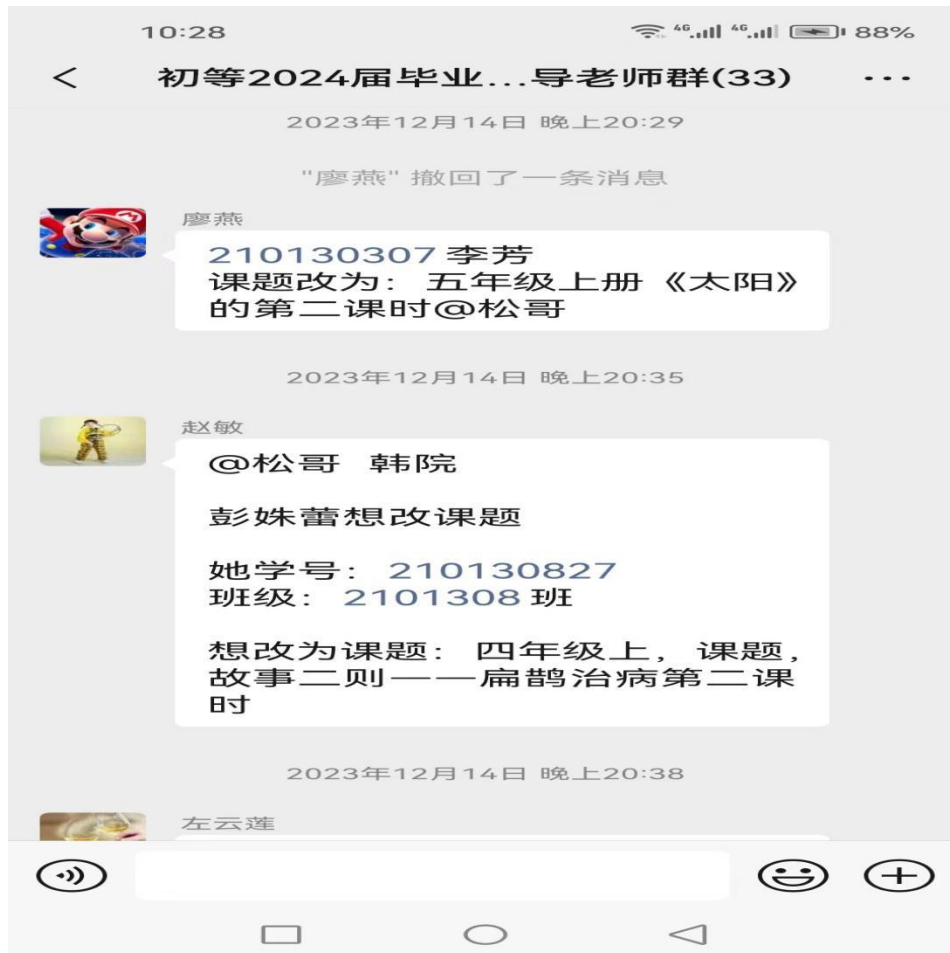 10:28
4G 4G 88%
初等2024届毕业...导老师群(33)
2023年12月14日 晚上20:29
"廖燕" 撤回了一条消息
廖燕
210130307 李芳
课题改为: 五年级上册《太阳》
的第二课时@松哥
2023年12月14日 晚上20:35
赵敏
@松哥 韩院
彭姝蕾想改课题
她学号: 210130827
班级: 2101308 班
想改为课题: 四年级上, 课题,
故事二则——扁鹊治病第二课
时
2023年12月14日 晚上20:38
左云莲